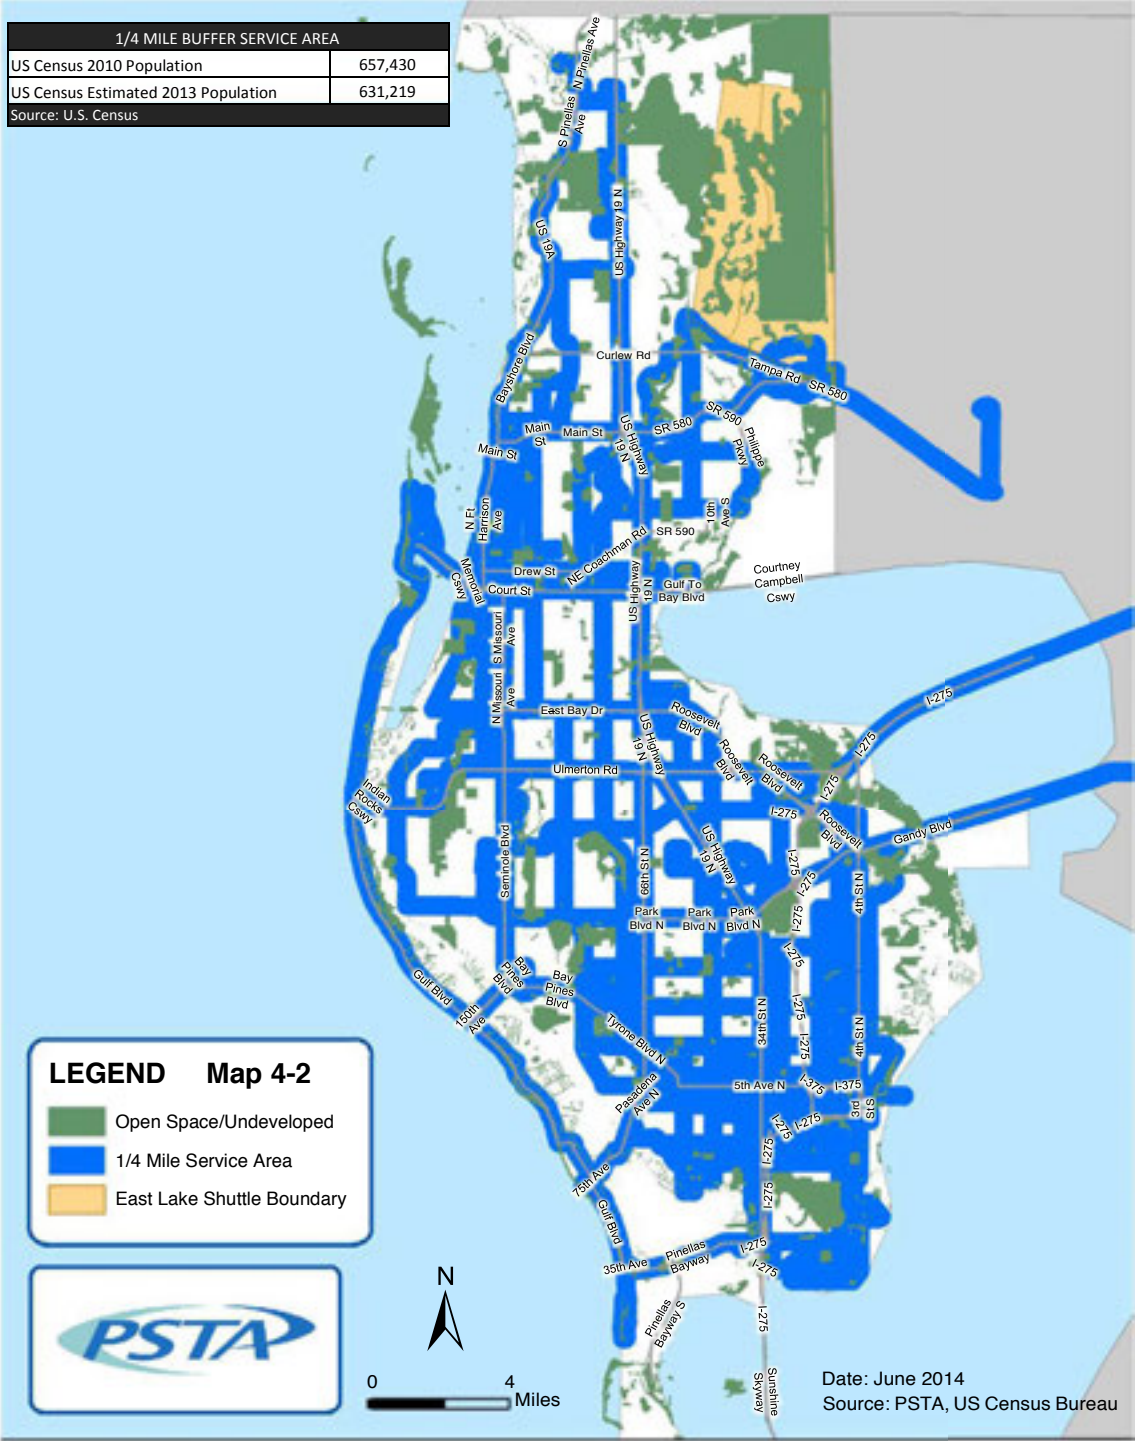 1/4 MILE BUFFER SERVICE AREA
US Census 2010 Population 657,430
US Census Estimated 2013 Population 631,219
Source: U.S. Census
N Pinellas Ave
S Pinellas
Ave
US 19A
US Highway 19 N
Bayshore Blvd
Curlew Rd
Tampa Rd
SR 580
SR 590
SR 580
Main
St
Main St
Main St
US Highway
19 N
Philippe
Pkwy
N Ft
Harrison
Ave
10th
Ave S
SR 590
NE Coachman Rd
Drew St
Court St
Memorial
Cswy
US Highway
19 N
Gulf To
Bay Blvd
Courtney
Campbell
Cswy
S Missouri
Ave
N Missouri
Ave
East Bay Dr
Roosevelt
Blvd
US Highway
19 N
Roosevelt
Blvd
Roosevelt
Blvd
I-275
I-275
I-275
Ulmerton Rd
Indian
Rocks
Cswy
I-275
Roosevelt
Blvd
Gandy Blvd
US Highway
19 N
Seminole Blvd
66th St N
I-275
I-275
4th St N
Park
Blvd N
Park
Blvd N
Park
Blvd N
I-275
I-275
Bay
Pines
Blvd
Bay
Pines
Blvd
Gulf Blvd
150th
Ave
Tyrone Blvd N
34th St N
I-275
I-275
4th St N
Pasadena
Ave N
5th Ave N
I-375
I-375
3rd
St S
I-275
I-275
I-275
75th Ave
I-275
Gulf Blvd
35th Ave
Pinellas
Bayway
I-275
I-275
Pinellas
Bayway S
I-275
Sunshine
Skyway
LEGEND Map 4-2
Open Space/Undeveloped
1/4 Mile Service Area
East Lake Shuttle Boundary
PSTA
N
0 4
Miles
Date: June 2014
Source: PSTA, US Census Bureau